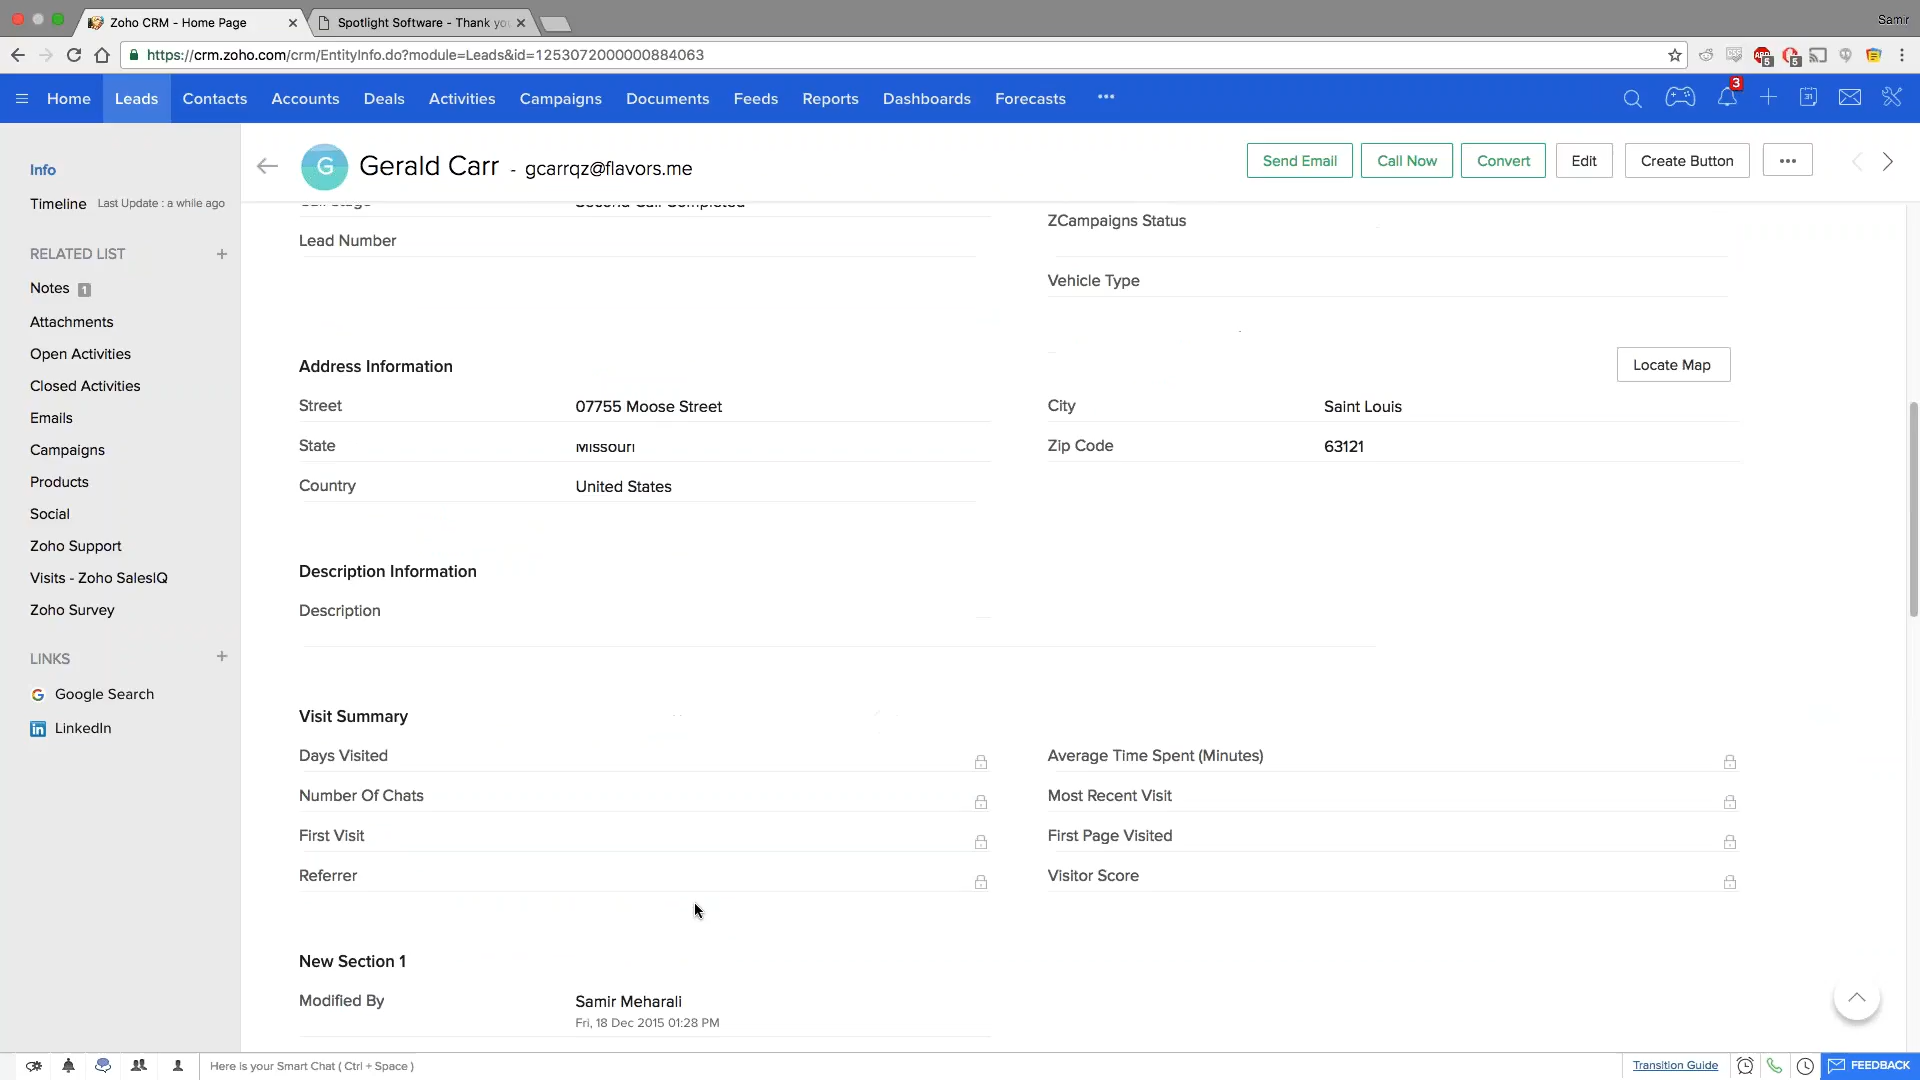 Zoho CRM - Home Page
Spotlight Software - Thank you
Samir
https://crm.zoho.com/crm/EntityInfo.do?module=Leads&id=1253072000000884063
5 5
Home Leads Contacts Accounts Deals Activities Campaigns Documents Feeds Reports Dashboards Forecasts •••
3
31
Info
Timeline Last Update : a while ago
RELATED LIST +
Notes 1
Attachments
Open Activities
Closed Activities
Emails
Campaigns
Products
Social
Zoho Support
Visits - Zoho SalesIQ
Zoho Survey
LINKS +
Google Search
LinkedIn
G Gerald Carr - gcarrqz@flavors.me
Send Email Call Now Convert Edit Create Button •••
Second Call Completed
ZCampaigns Status
Lead Number
Vehicle Type
Address Information
Locate Map
Street 07755 Moose Street City Saint Louis
State Missouri Zip Code 63121
Country United States
Description Information
Description
Visit Summary
Days Visited Average Time Spent (Minutes)
Number Of Chats Most Recent Visit
First Visit First Page Visited
Referrer Visitor Score
New Section 1
Modified By Samir Meharali
Fri, 18 Dec 2015 01:28 PM
Here is your Smart Chat ( Ctrl + Space )
Transition Guide
FEEDBACK